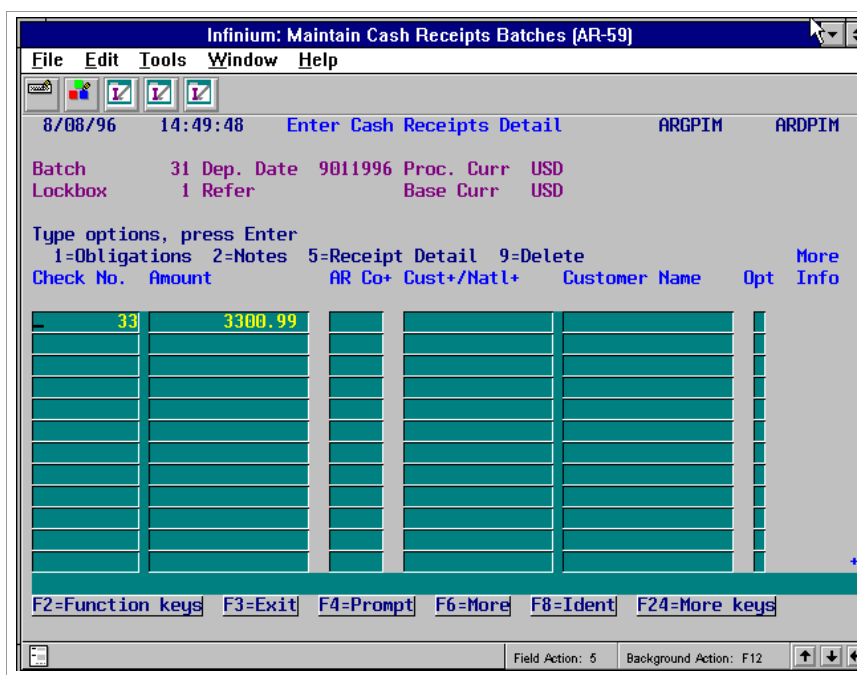 Infinium: Maintain Cash Receipts Batches (AR-59)
File Edit Tools Window Help
8/08/96 14:49:48 Enter Cash Receipts Detail ARGPIM ARDPIM
Batch 31 Dep. Date 9011996 Proc. Curr USD
Lockbox 1 Refer Base Curr USD
Type options, press Enter
1=Obligations 2=Notes 5=Receipt Detail 9=Delete More
Check No. Amount AR Co+ Cust+/Natl+ Customer Name Opt Info
33 3300.99
+
F2=Function keys F3=Exit F4=Prompt F6=More F8=Ident F24=More keys
Field Action: 5 Background Action: F12